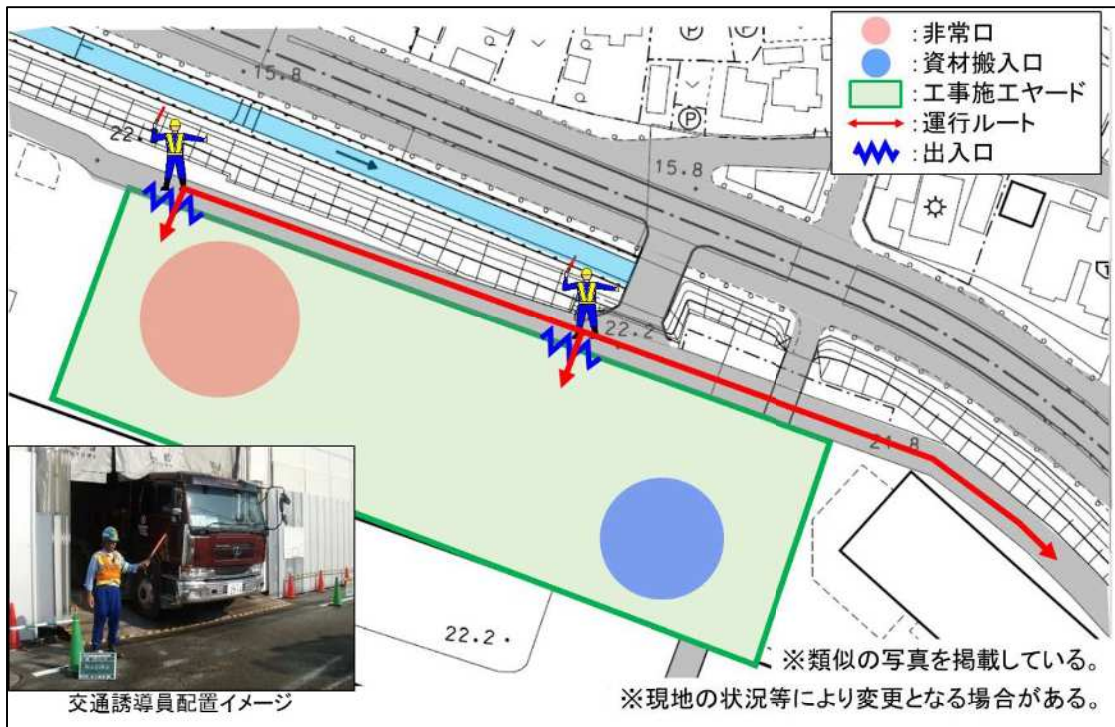 :非常口
:資材搬入口
:工事施工ヤード
:運行ルート
:出入口
P
P
P
15.8
15.8
22.
22.2
21.8
22.2
※類似の写真を掲載している。
※現地の状況等により変更となる場合がある。
交通誘導員配置イメージ